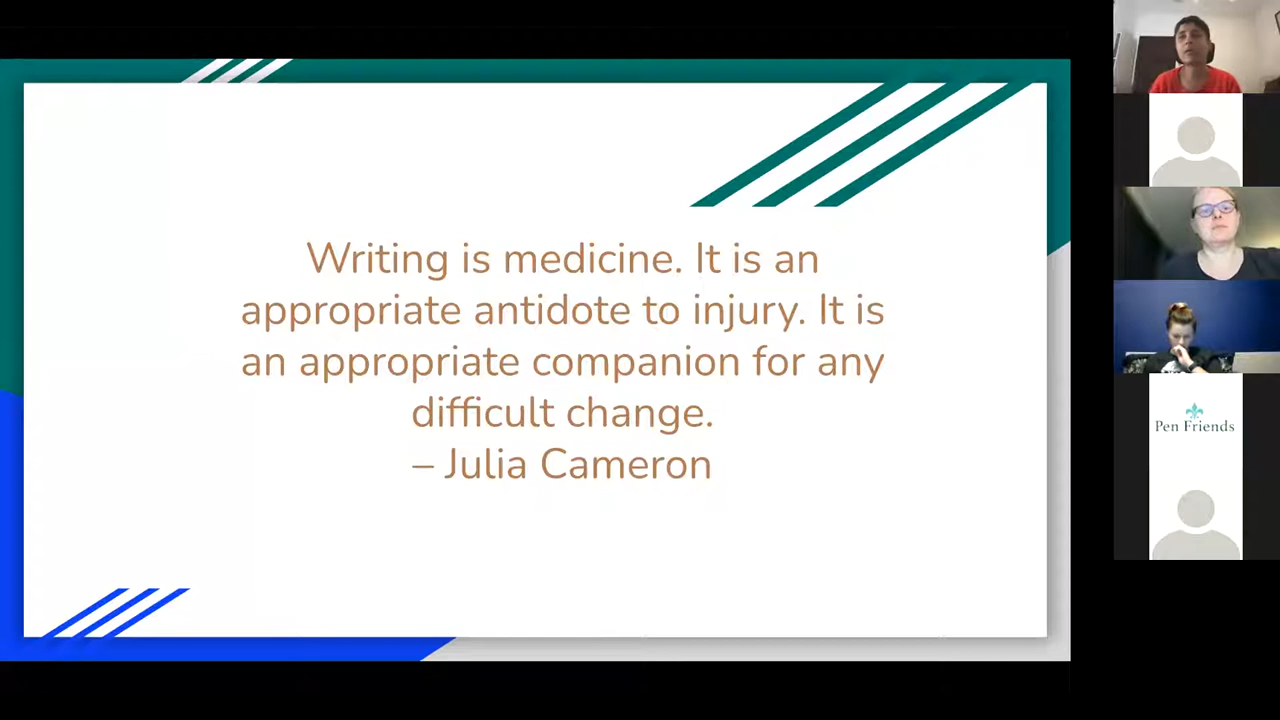 Writing is medicine. It is an
appropriate antidote to injury. It is
an appropriate companion for any
difficult change.
– Julia Cameron
Pen Friends